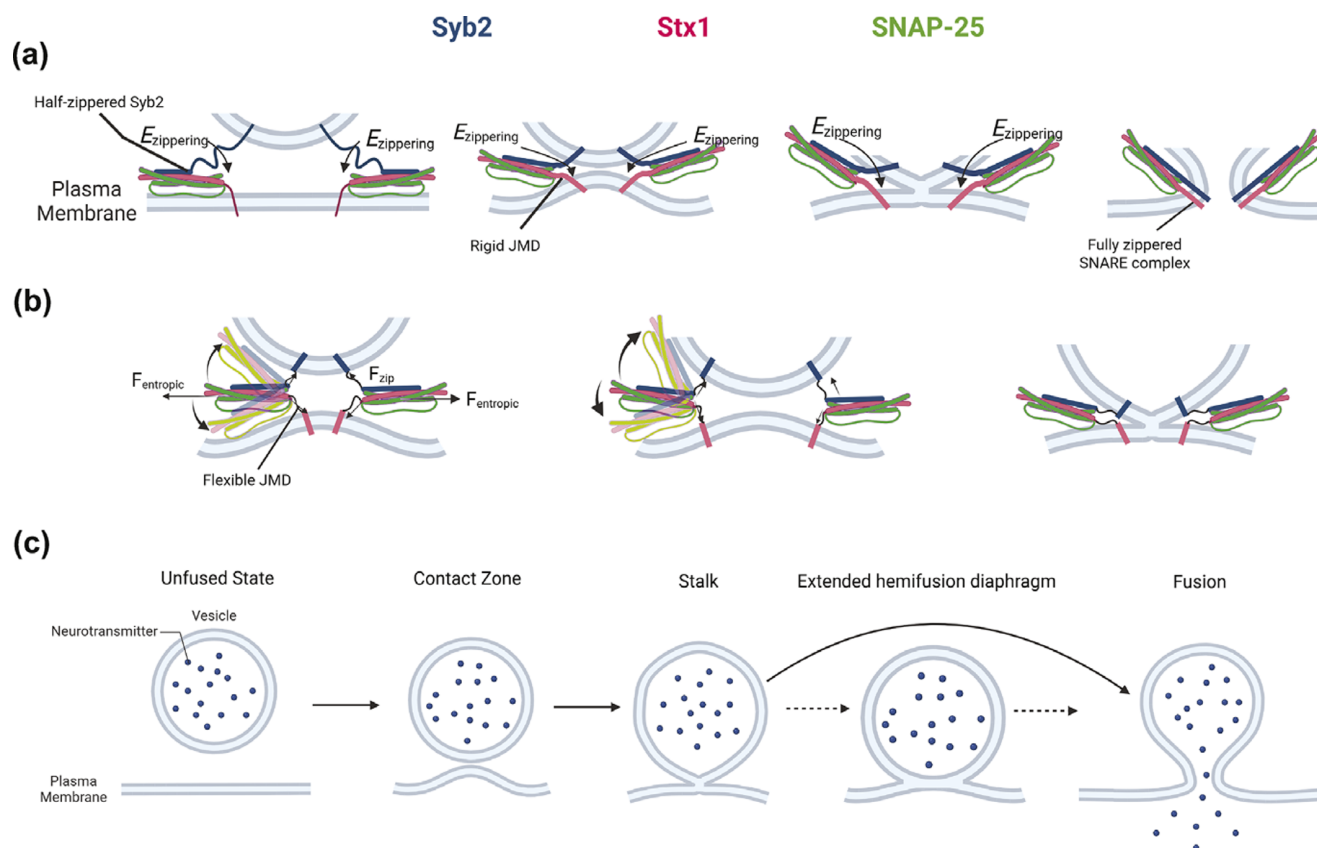 Syb2 Stx1 SNAP-25
(a)
Half-zippered Syb2
Ezippering Ezippering Ezippering Ezippering Ezippering Ezippering
Plasma
Membrane
Rigid JMD
Fully zippered
SNARE complex
(b)
Fentropic Fzip Fentropic
Flexible JMD
(c)
Unfused State Contact Zone Stalk Extended hemifusion diaphragm Fusion
Vesicle
Neurotransmitter
Plasma
Membrane